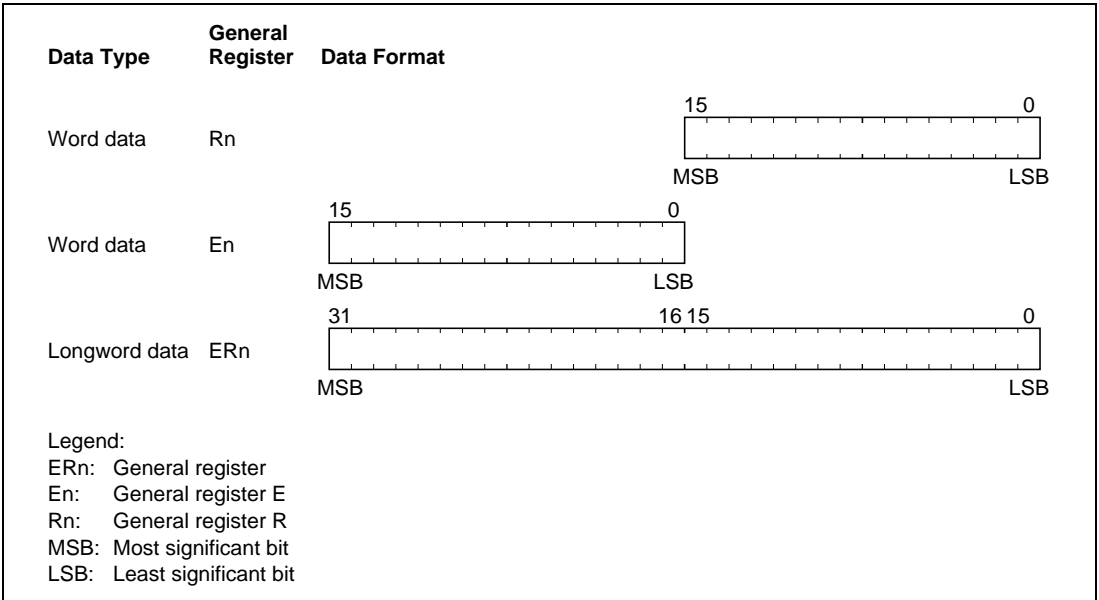 General
Data Type Register Data Format
15 0
Word data Rn
MSB LSB
15 0
Word data En
MSB LSB
31 16 15 0
Longword data ERn
MSB LSB
Legend:
ERn: General register
En: General register E
Rn: General register R
MSB: Most significant bit
LSB: Least significant bit